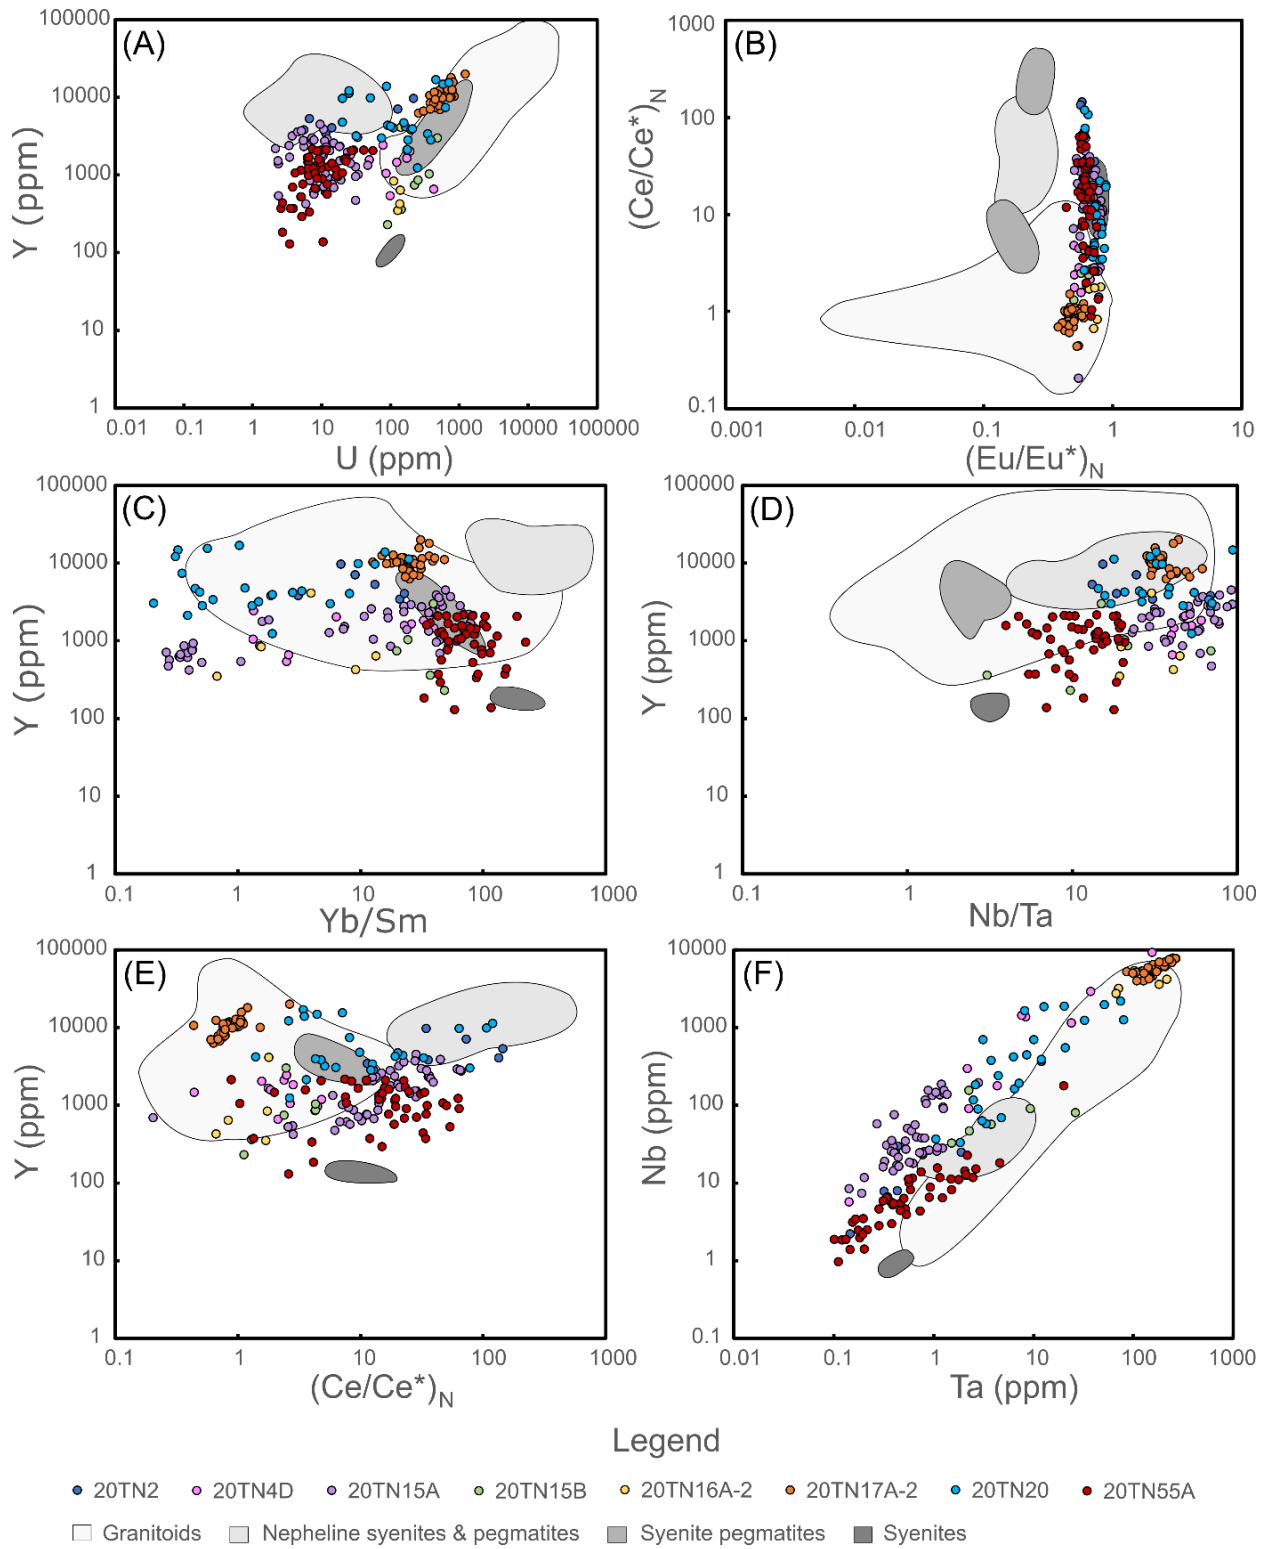 (A)
100000
10000
1000
100
10
1
Y (ppm)
0.01 0.1 1 10 100 1000 10000 100000
U (ppm)
(B)
1000
100
10
1
0.1
(Ce/Ce*)N
0.001 0.01 0.1 1 10
(Eu/Eu*)N
(C)
100000
10000
1000
100
10
1
Y (ppm)
0.1 1 10 100 1000
Yb/Sm
(D)
100000
10000
1000
100
10
1
Y (ppm)
0.1 1 10 100
Nb/Ta
(E)
100000
10000
1000
100
10
1
Y (ppm)
0.1 1 10 100 1000
(Ce/Ce*)N
(F)
10000
1000
100
10
1
0.1
Nb (ppm)
0.01 0.1 1 10 100 1000
Ta (ppm)
Legend
20TN2 20TN4D 20TN15A 20TN15B 20TN16A-2 20TN17A-2 20TN20 20TN55A
Granitoids Nepheline syenites & pegmatites Syenite pegmatites Syenites